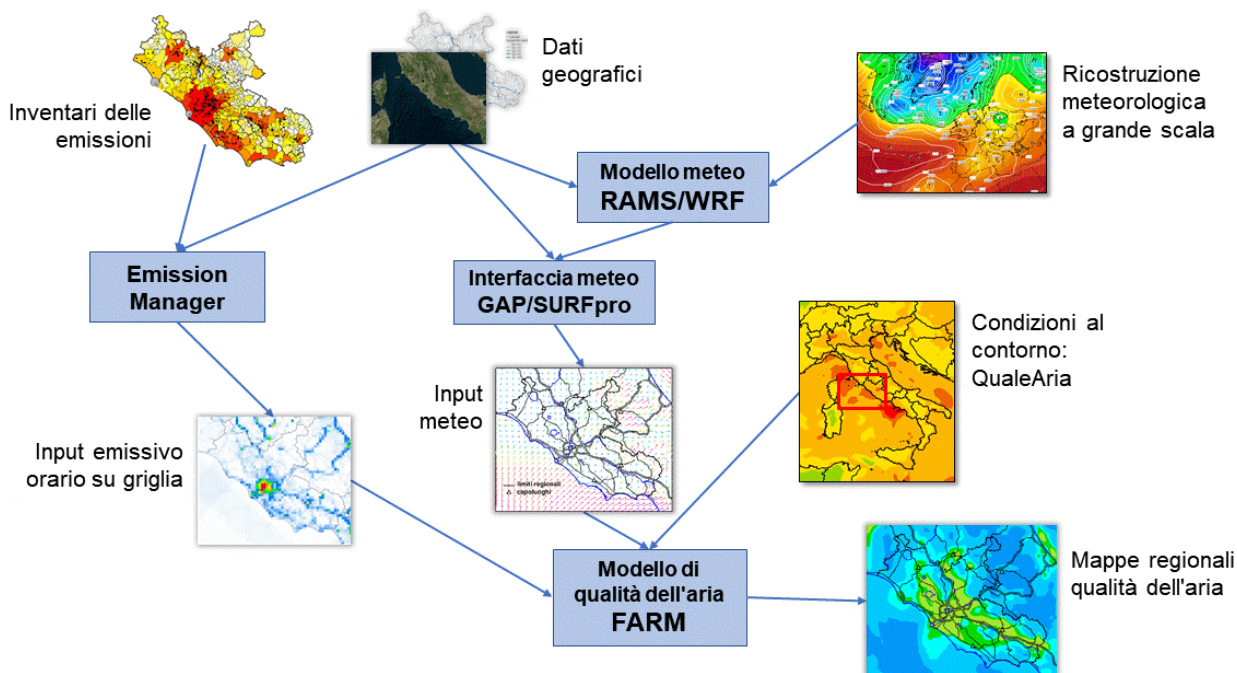 Dati
geografici
Inventari delle
emissioni
Ricostruzione
meteorologica
a grande scala
Modello meteo
RAMS/WRF
Emission
Manager
Interfaccia meteo
GAP/SURFpro
Condizioni al
contorno:
QualeAria
Input
meteo
Input emissivo
orario su griglia
limiti regionali
capoluoghi
Modello di
qualità dell'aria
FARM
Mappe regionali
qualità dell'aria